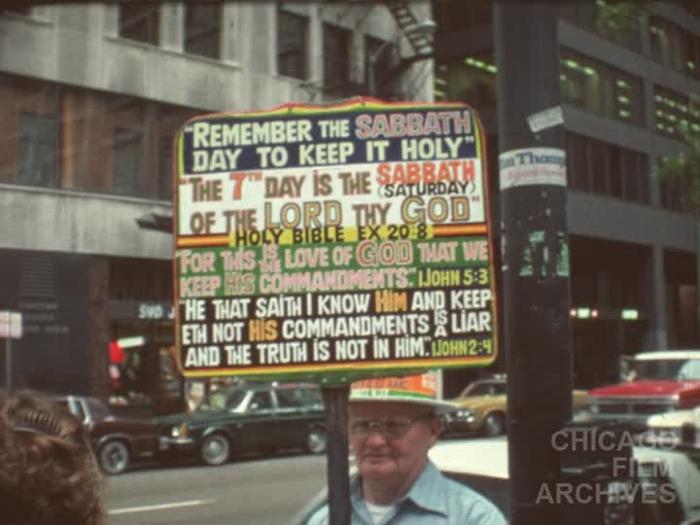 "REMEMBER THE SABBATH
DAY TO KEEP IT HOLY"
"THE 7TH DAY IS THE SABBATH
(SATURDAY)
OF THE LORD THY GOD"
HOLY BIBLE EX 20:8
"FOR THIS IS THE LOVE OF GOD THAT WE
KEEP HIS COMMANDMENTS." I JOHN 5:3
"HE THAT SAITH I KNOW HIM AND KEEP
ETH NOT HIS COMMANDMENTS IS A LIAR
AND THE TRUTH IS NOT IN HIM." I JOHN 2:4
CHICAGO
FILM
ARCHIVES